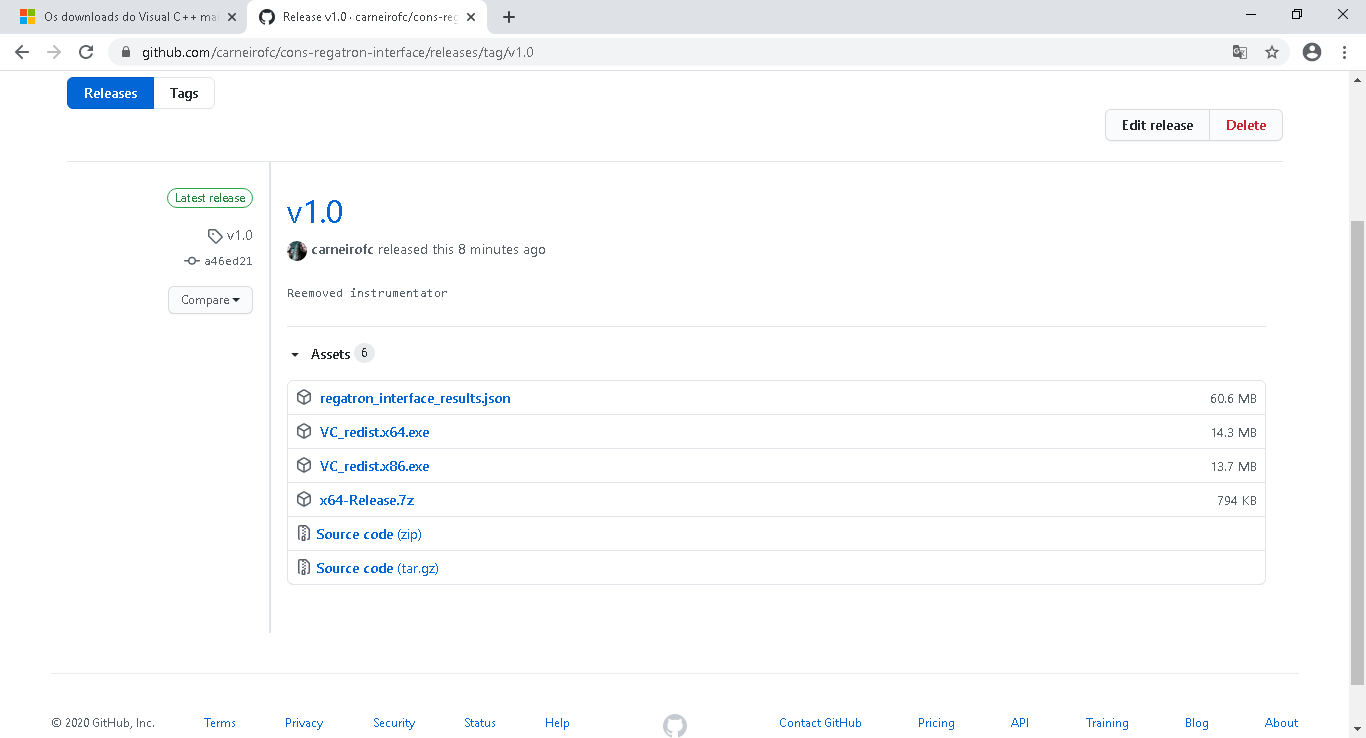 Os downloads do Visual C++ mai
Release v1.0 · carneirofc/cons-reg
github.com/carneirofc/cons-regatron-interface/releases/tag/v1.0
Releases
Tags
Edit release
Delete
Latest release
v1.0
a46ed21
Compare
v1.0
carneirofc released this 8 minutes ago
Reemoved instrumentator
Assets 6
regatron_interface_results.json 60.6 MB
VC_redist.x64.exe 14.3 MB
VC_redist.x86.exe 13.7 MB
x64-Release.7z 794 KB
Source code (zip)
Source code (tar.gz)
© 2020 GitHub, Inc. Terms Privacy Security Status Help Contact GitHub Pricing API Training Blog About